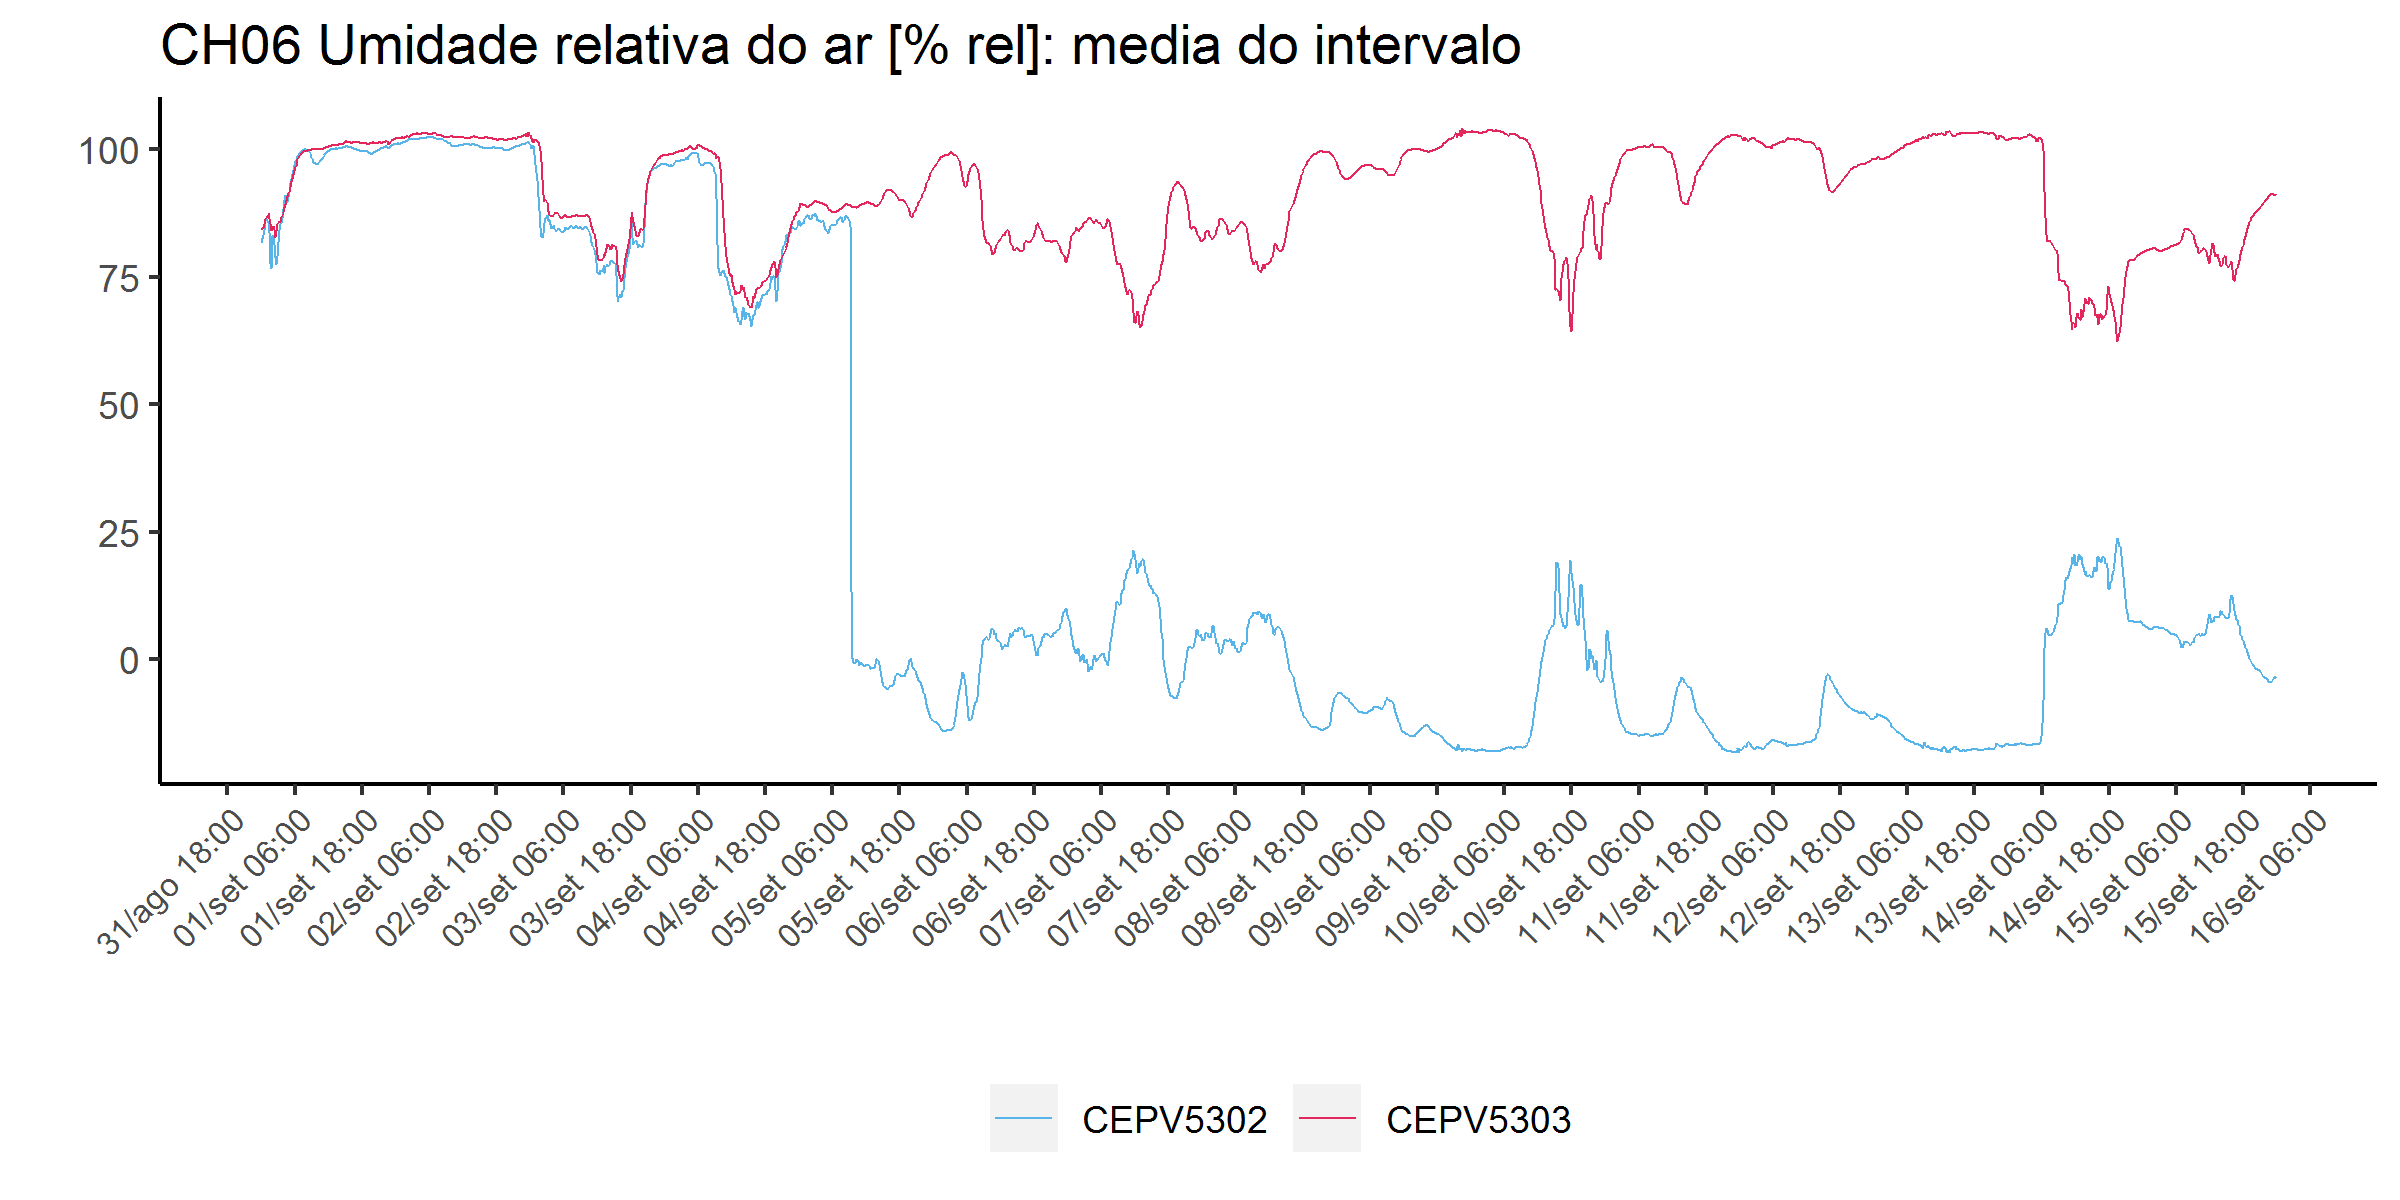 CH06 Umidade relativa do ar [% rel]: media do intervalo
100
75
50
25
0
31/ago 18:00
01/set 06:00
01/set 18:00
02/set 06:00
02/set 18:00
03/set 06:00
03/set 18:00
04/set 06:00
04/set 18:00
05/set 06:00
05/set 18:00
06/set 06:00
06/set 18:00
07/set 06:00
07/set 18:00
08/set 06:00
08/set 18:00
09/set 06:00
09/set 18:00
10/set 06:00
10/set 18:00
11/set 06:00
11/set 18:00
12/set 06:00
12/set 18:00
13/set 06:00
13/set 18:00
14/set 06:00
14/set 18:00
15/set 06:00
15/set 18:00
16/set 06:00
CEPV5302 CEPV5303